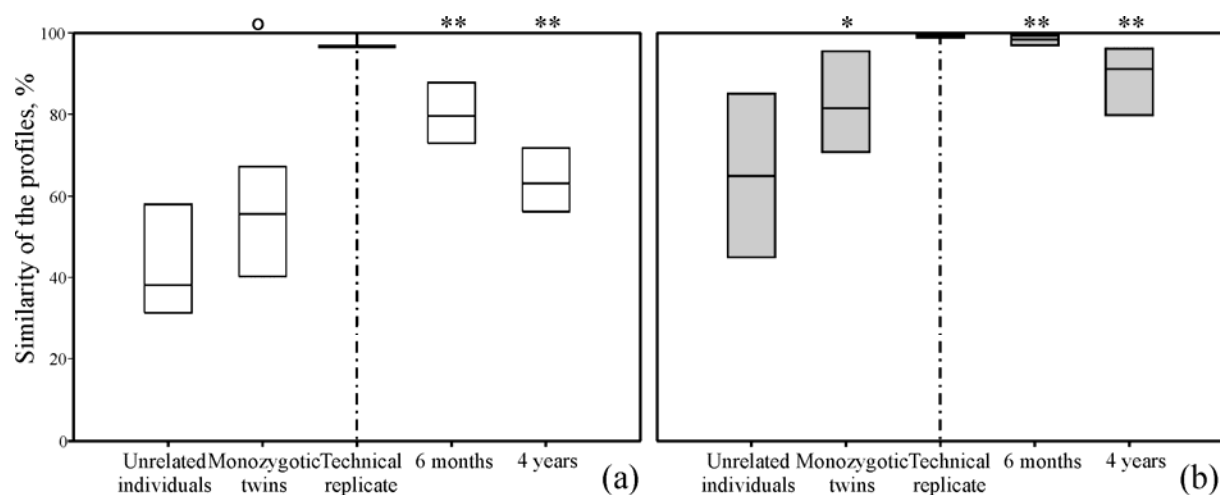 o ** **
* ** **
Similarity of the profiles, %
100
80
60
40
20
0
Unrelated Monozygotic Technical 6 months 4 years
individuals twins replicate
(a)
Unrelated Monozygotic Technical 6 months 4 years
individuals twins replicate
(b)